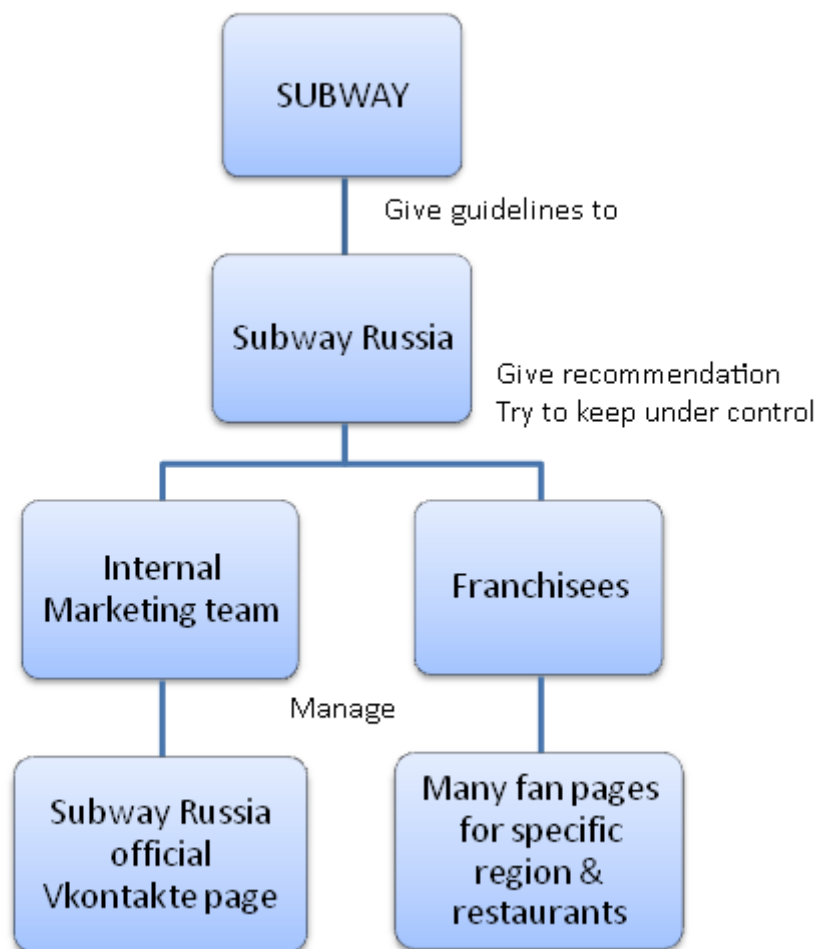 SUBWAY
Give guidelines to
Subway Russia
Give recommendation
Try to keep under control
Internal
Marketing team
Franchisees
Manage
Subway Russia
official
Vkontakte page
Many fan pages
for specific
region &
restaurants